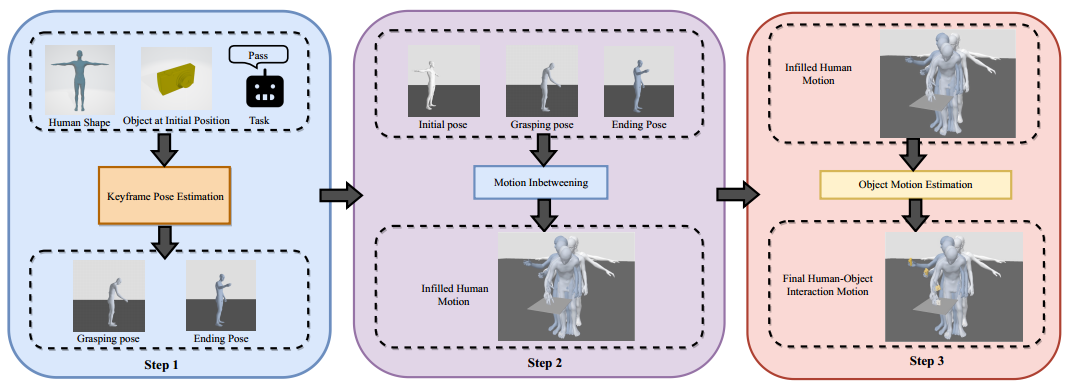 Pass
Human Shape
Object at Initial Position
Task
Keyframe Pose Estimation
Grasping pose
Ending Pose
Step 1
Initial pose
Grasping pose
Ending Pose
Motion Inbetweening
Infilled Human
Motion
Step 2
Infilled Human
Motion
Object Motion Estimation
Final Human-Object
Interaction Motion
Step 3